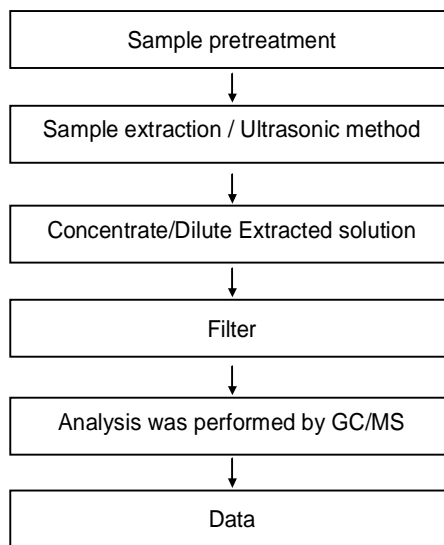 Sample pretreatment
Sample extraction / Ultrasonic method
Concentrate/Dilute Extracted solution
Filter
Analysis was performed by GC/MS
Data